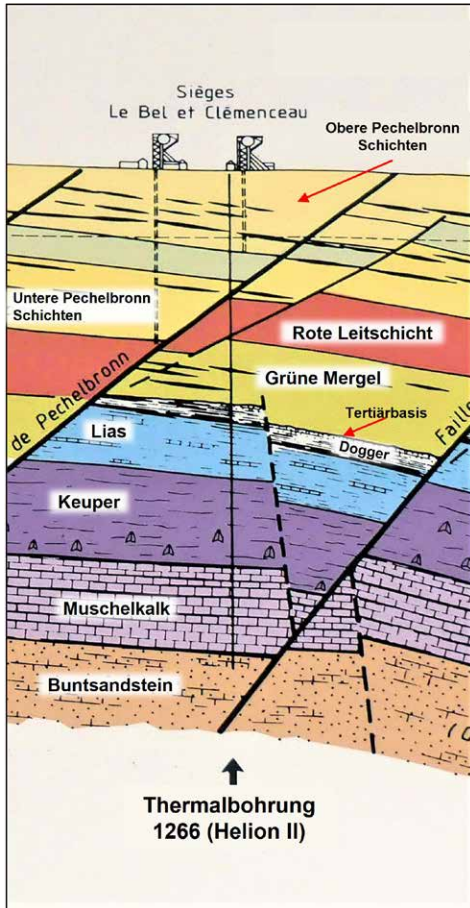 Sièges
Le Bel et Clémenceau
Obere Pechelbronn
Schichten
Untere Pechelbronn
Schichten
Rote Leitschicht
Grüne Mergel
de Pechelbronn
Tertiärbasis
Faille
Dogger
Lias
Keuper
Muschelkalk
Buntsandstein
Thermalbohrung
1266 (Helion II)